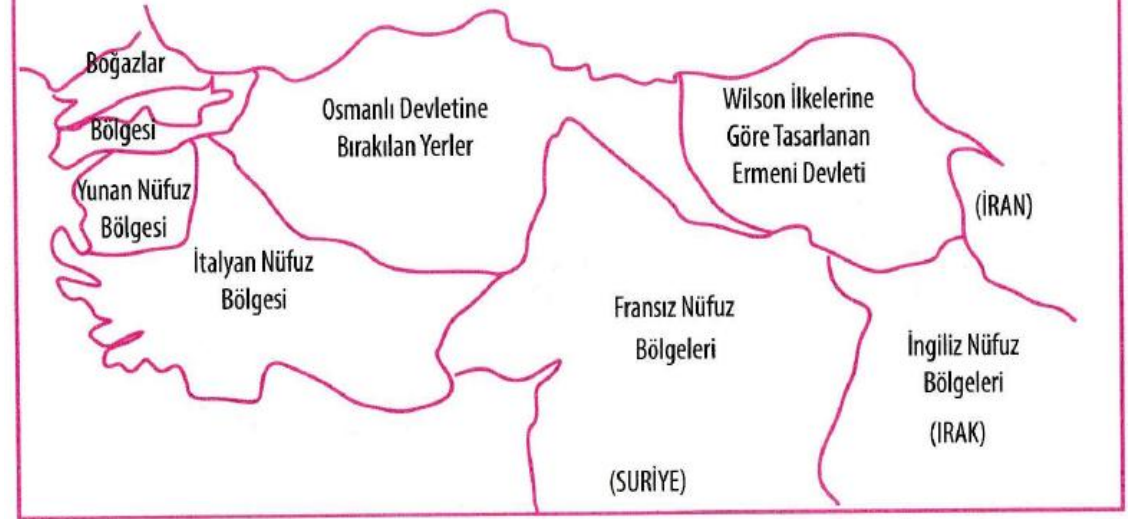 Boğazlar
Bölgesi
Yunan Nüfuz
Bölgesi
İtalyan Nüfuz
Bölgesi
Osmanlı Devletine
Bırakılan Yerler
Wilson İlkelerine
Göre Tasarlanan
Ermeni Devleti
(İRAN)
Fransız Nüfuz
Bölgeleri
(SURİYE)
İngiliz Nüfuz
Bölgeleri
(IRAK)